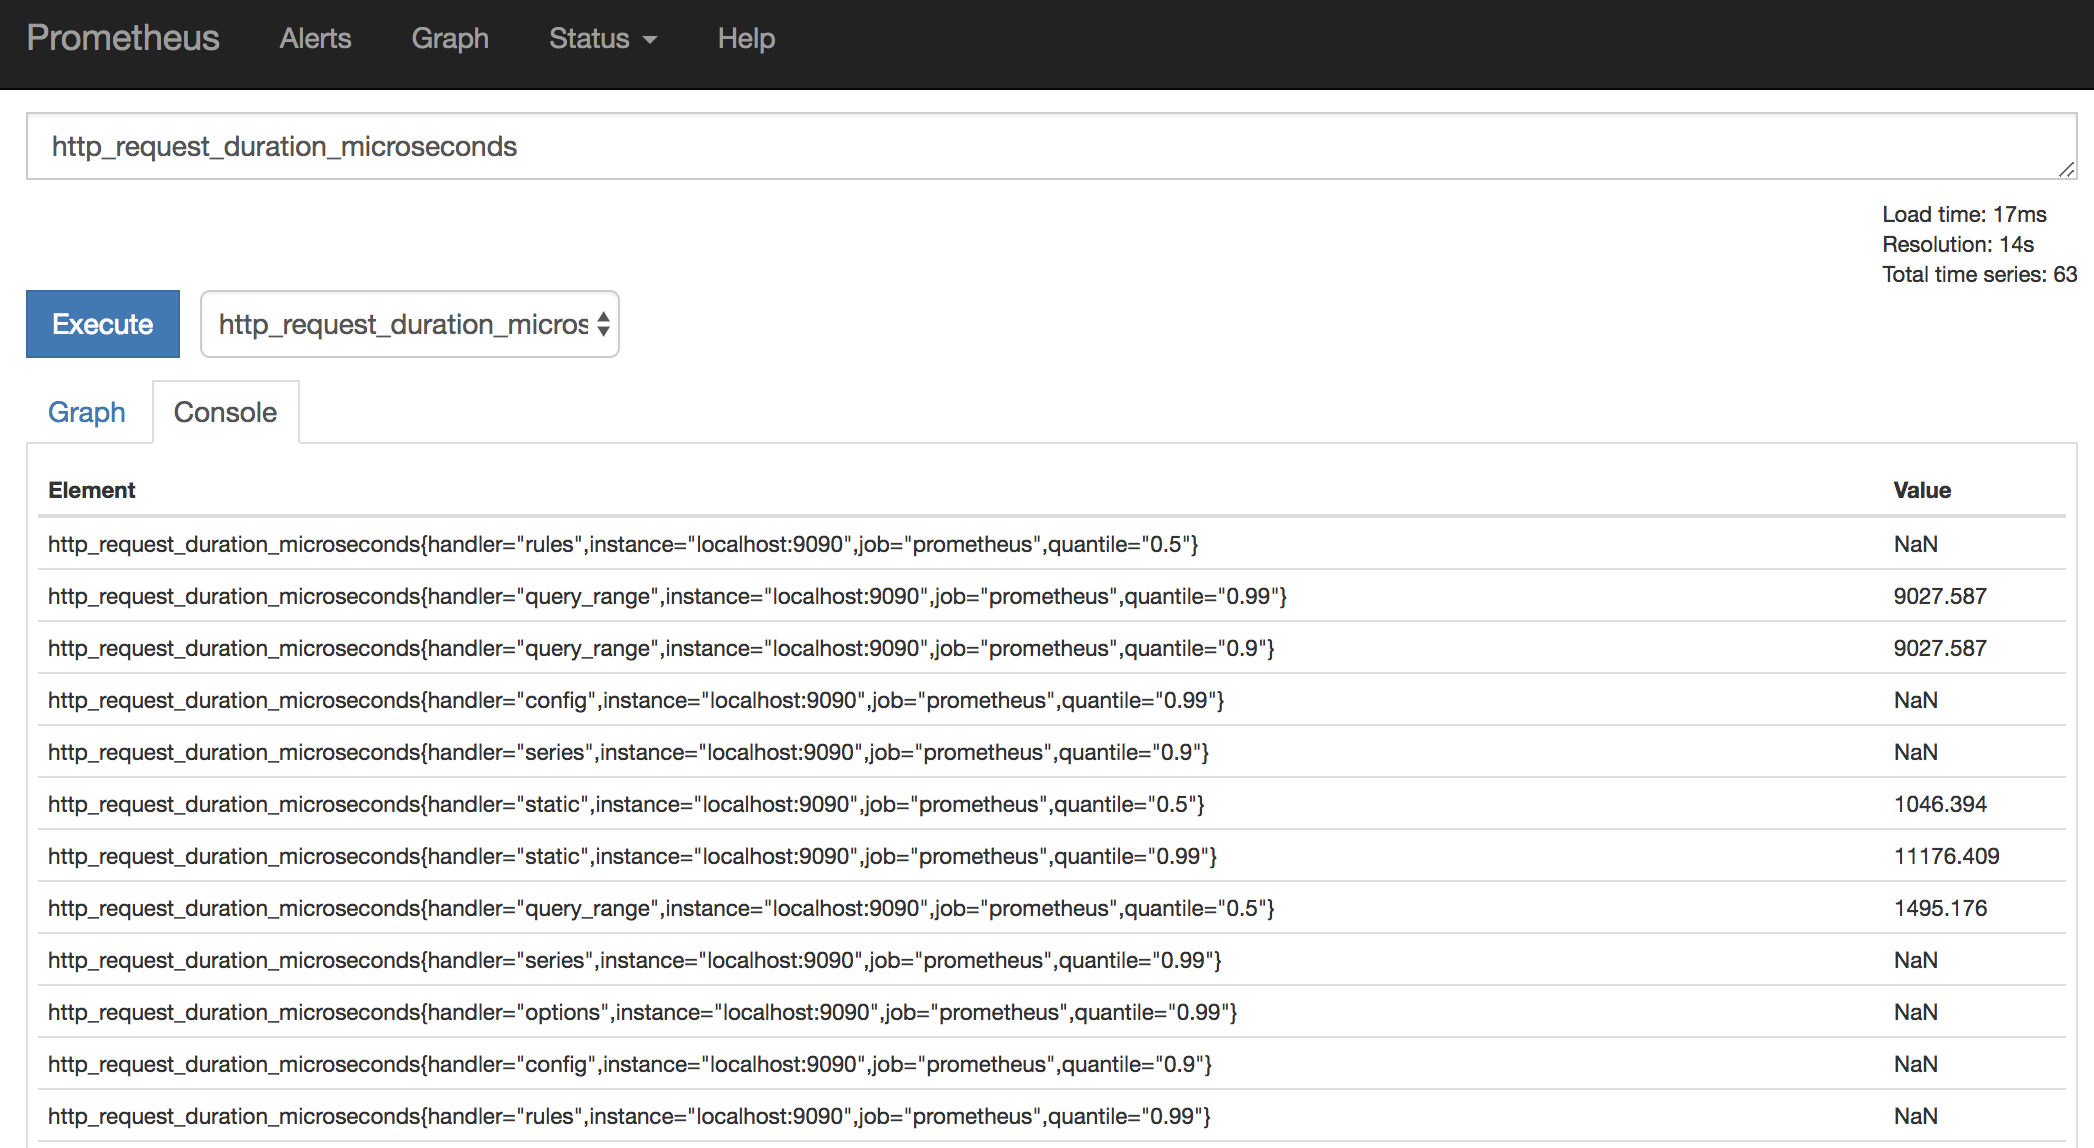 Prometheus Alerts Graph Status Help
http_request_duration_microseconds
Load time: 17ms
Resolution: 14s
Total time series: 63
Execute http_request_duration_micros
Graph Console
Element Value
http_request_duration_microseconds{handler="rules",instance="localhost:9090",job="prometheus",quantile="0.5"} NaN
http_request_duration_microseconds{handler="query_range",instance="localhost:9090",job="prometheus",quantile="0.99"} 9027.587
http_request_duration_microseconds{handler="query_range",instance="localhost:9090",job="prometheus",quantile="0.9"} 9027.587
http_request_duration_microseconds{handler="config",instance="localhost:9090",job="prometheus",quantile="0.99"} NaN
http_request_duration_microseconds{handler="series",instance="localhost:9090",job="prometheus",quantile="0.9"} NaN
http_request_duration_microseconds{handler="static",instance="localhost:9090",job="prometheus",quantile="0.5"} 1046.394
http_request_duration_microseconds{handler="static",instance="localhost:9090",job="prometheus",quantile="0.99"} 11176.409
http_request_duration_microseconds{handler="query_range",instance="localhost:9090",job="prometheus",quantile="0.5"} 1495.176
http_request_duration_microseconds{handler="series",instance="localhost:9090",job="prometheus",quantile="0.99"} NaN
http_request_duration_microseconds{handler="options",instance="localhost:9090",job="prometheus",quantile="0.99"} NaN
http_request_duration_microseconds{handler="config",instance="localhost:9090",job="prometheus",quantile="0.9"} NaN
http_request_duration_microseconds{handler="rules",instance="localhost:9090",job="prometheus",quantile="0.99"} NaN